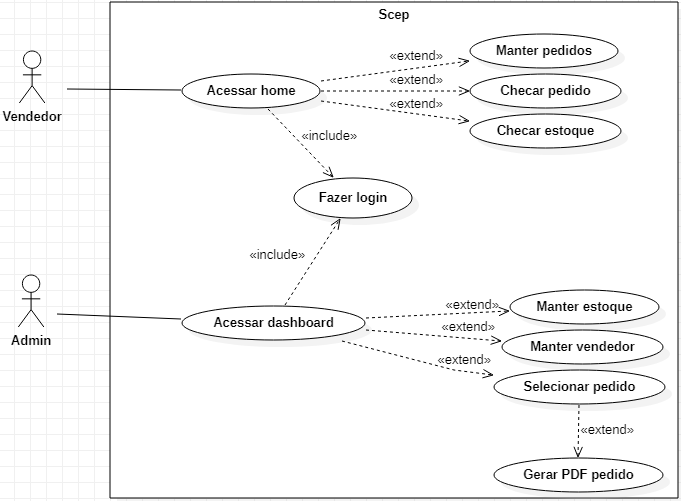 Scep
Vendedor
Acessar home
«extend»
Manter pedidos
«extend»
Checar pedido
«extend»
Checar estoque
«include»
Fazer login
«include»
Admin
Acessar dashboard
«extend»
Manter estoque
«extend»
Manter vendedor
«extend»
Selecionar pedido
«extend»
Gerar PDF pedido